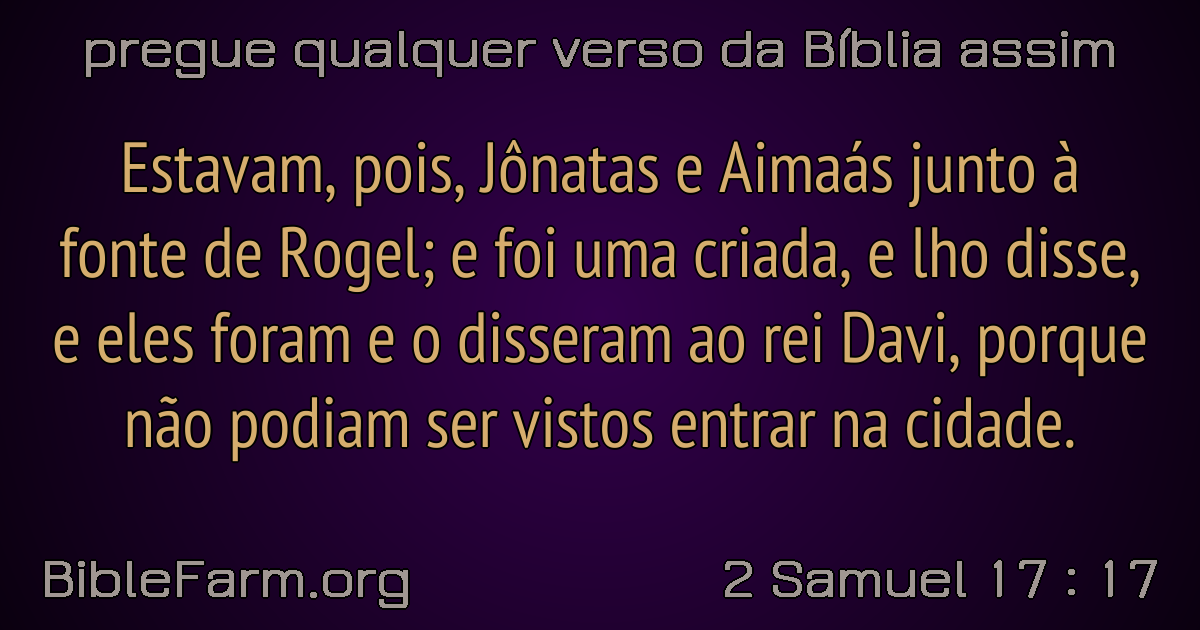 pregue qualquer verso da Bíblia assim
Estavam, pois, Jônatas e Aimaás junto à
fonte de Rogel; e foi uma criada, e lho disse,
e eles foram e o disseram ao rei Davi, porque
não podiam ser vistos entrar na cidade.
BibleFarm.org
2 Samuel 17 : 17